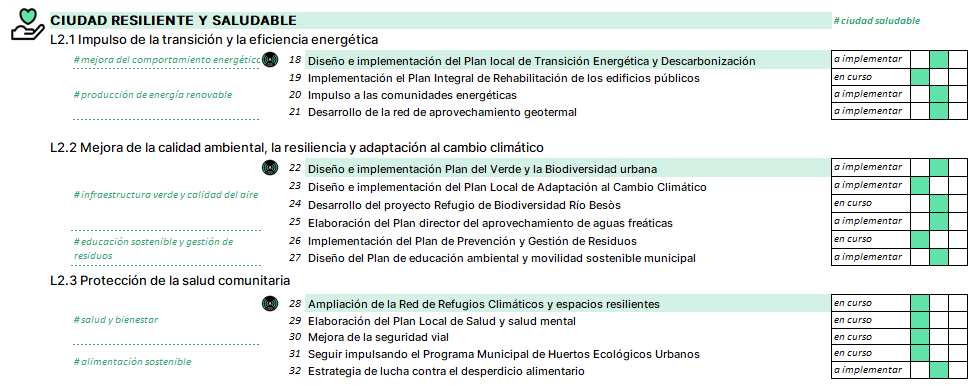 CIUDAD RESILIENTE Y SALUDABLE # ciudad saludable
L2.1 Impulso de la transición y la eficiencia energética
# mejora del comportamiento energético 18 Diseño e implementación del Plan local de Transición Energética y Descarbonización a implementar
19 Implementación el Plan Integral de Rehabilitación de los edificios públicos en curso
# producción de energía renovable 20 Impulso a las comunidades energéticas a implementar
21 Desarrollo de la red de aprovechamiento geotermal a implementar
L2.2 Mejora de la calidad ambiental, la resiliencia y adaptación al cambio climático
22 Diseño e implementación Plan del Verde y la Biodiversidad urbana a implementar
23 Diseño e implementación del Plan Local de Adaptación al Cambio Climático a implementar
# infraestructura verde y calidad del aire
24 Desarrollo del proyecto Refugio de Biodiversidad Río Besòs en curso
25 Elaboración del Plan director del aprovechamiento de aguas freáticas a implementar
# educación sostenible y gestión de 26 Implementación del Plan de Prevención y Gestión de Residuos en curso
residuos 27 Diseño del Plan de educación ambiental y movilidad sostenible municipal a implementar
L2.3 Protección de la salud comunitaria
28 Ampliación de la Red de Refugios Climáticos y espacios resilientes en curso
# salud y bienestar 29 Elaboración del Plan Local de Salud y salud mental en curso
30 Mejora de la seguridad vial en curso
31 Seguir impulsando el Programa Municipal de Huertos Ecológicos Urbanos en curso
# alimentación sostenible
32 Estrategia de lucha contra el desperdicio alimentario a implementar